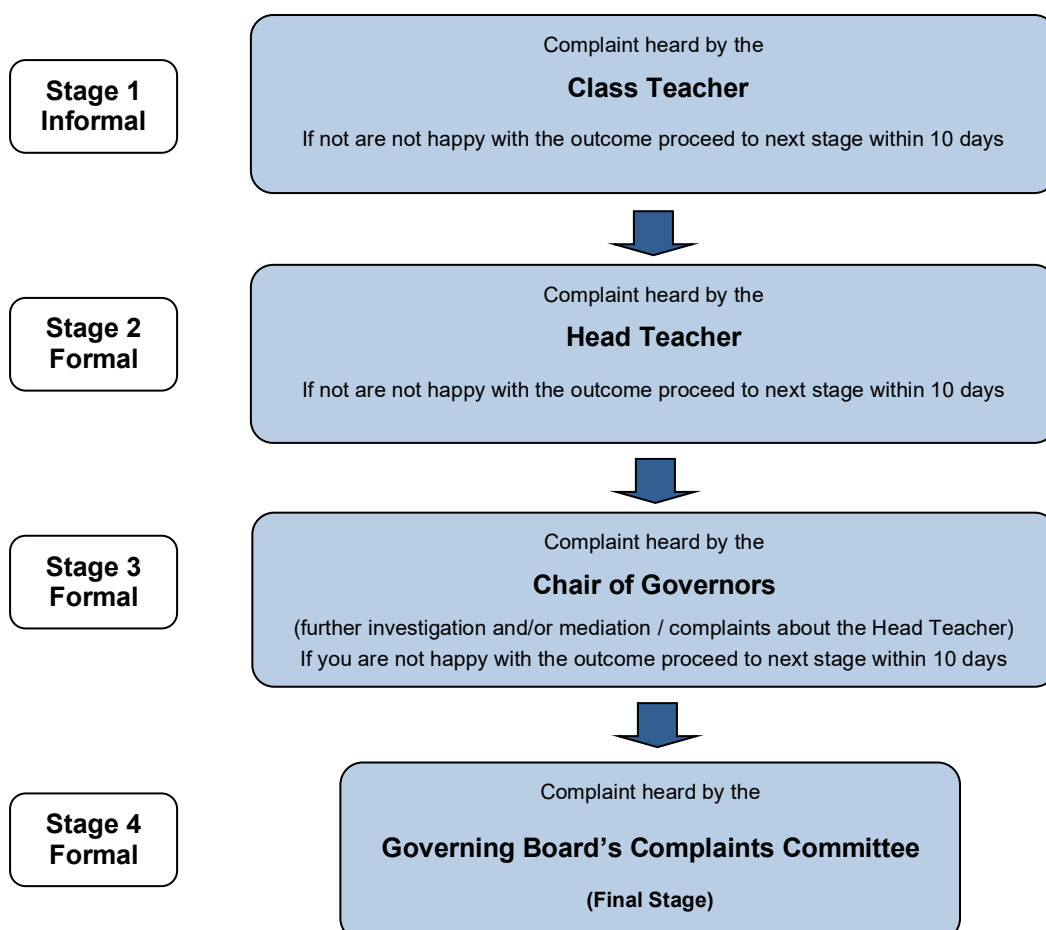 Stage 1
Informal
Complaint heard by the
Class Teacher
If not are not happy with the outcome proceed to next stage within 10 days
Stage 2
Formal
Complaint heard by the
Head Teacher
If not are not happy with the outcome proceed to next stage within 10 days
Stage 3
Formal
Complaint heard by the
Chair of Governors
(further investigation and/or mediation / complaints about the Head Teacher)
If you are not happy with the outcome proceed to next stage within 10 days
Stage 4
Formal
Complaint heard by the
Governing Board’s Complaints Committee
(Final Stage)